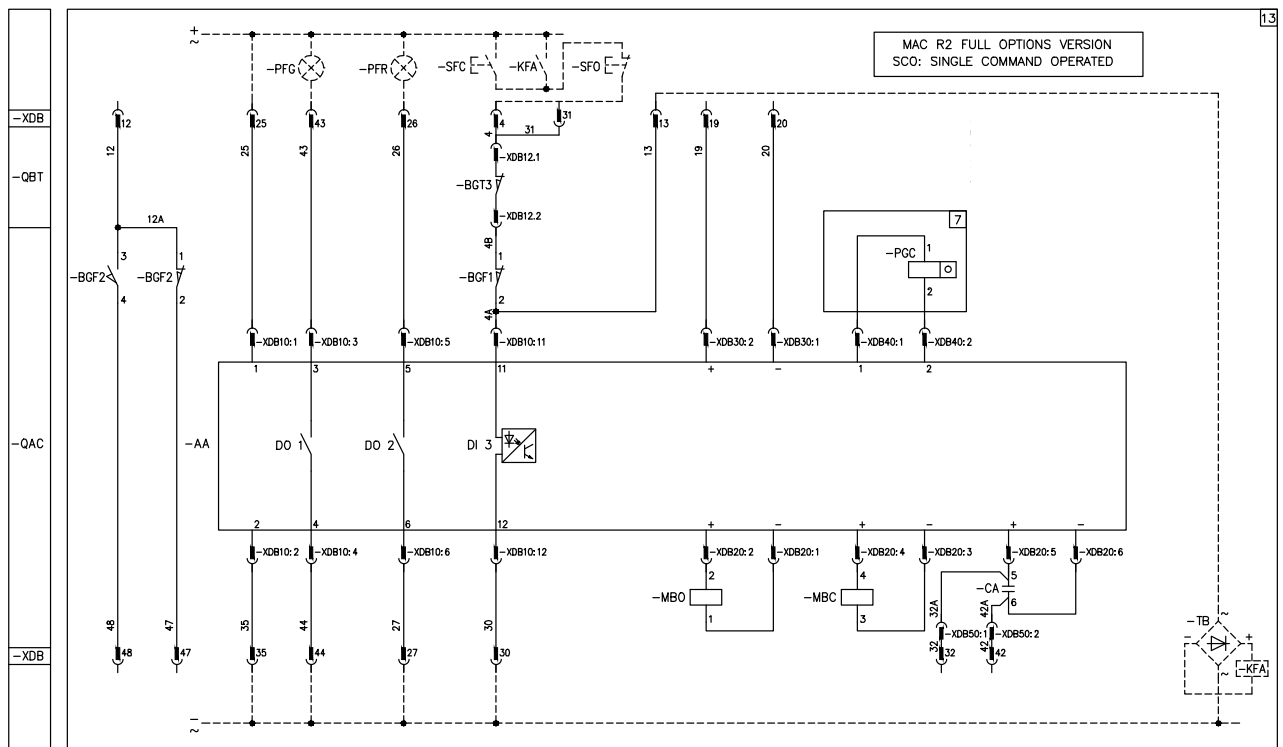 13
MAC R2 FULL OPTIONS VERSION
SCO: SINGLE COMMAND OPERATED
+
~
-PFG
-PFR
-SFC
-KFA
-SFO
-XDB
12
25
43
26
4
31
13
19
20
12
25
43
26
4
31
13
19
20
-XDB12.1
-QBT
-BGT3
-XDB12.2
12A
4B
7
3
1
-BGF2
-BGF2
4
2
1
-BGF1
2
4A
-PGC
1
2
-XDB10:1
-XDB10:3
-XDB10:5
-XDB10:11
-XDB30:2
-XDB30:1
-XDB40:1
-XDB40:2
1
3
5
11
+
-
1
2
-QAC
-AA
DO 1
DO 2
DI 3
2
4
6
12
+
-
+
-
+
-
-XDB10:2
-XDB10:4
-XDB10:6
-XDB10:12
-XDB20:2
-XDB20:1
-XDB20:4
-XDB20:3
-XDB20:5
-XDB20:6
2
-MBO
1
4
-MBC
3
5
-CA
6
32A
42A
-XDB50:1
-XDB50:2
48
47
35
44
27
30
32
42
-XDB
48
47
35
44
27
30
32
42
-TB
~
-
+
~
-KFA
-
~